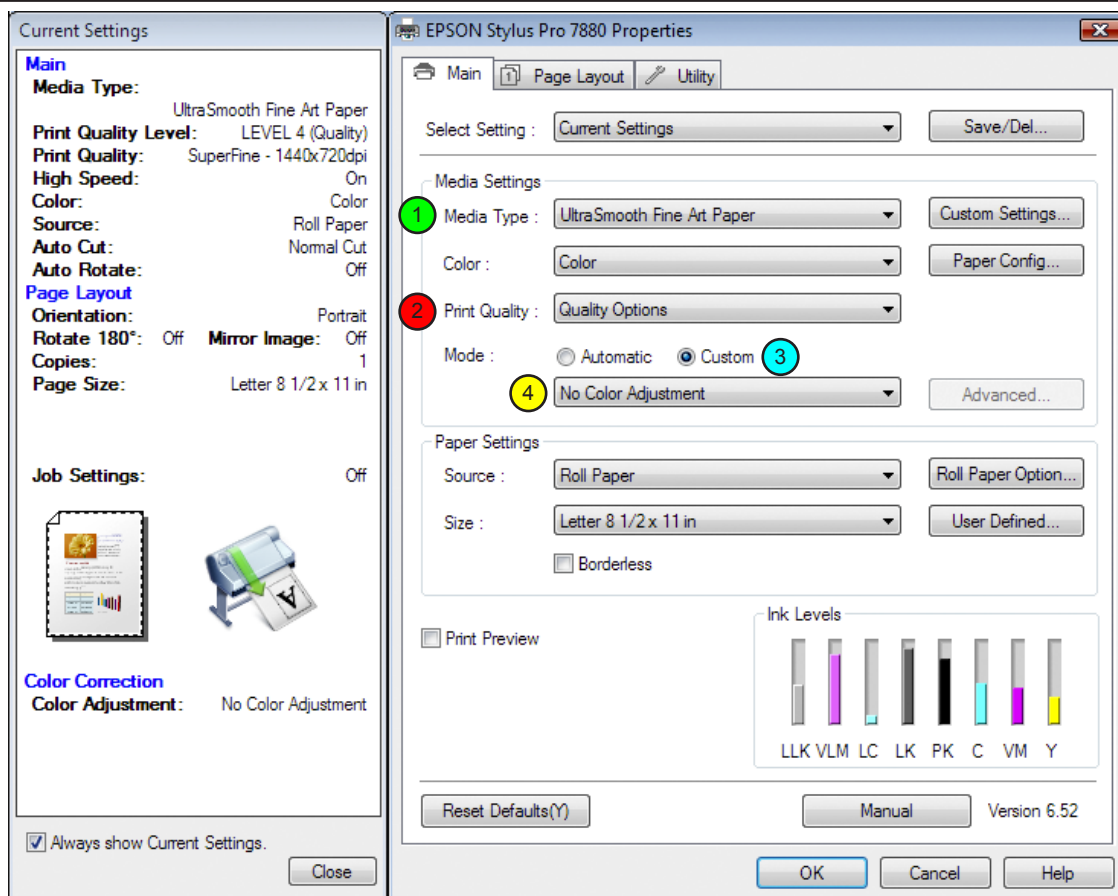 Current Settings
Main
Media Type:
UltraSmooth Fine Art Paper
Print Quality Level: LEVEL 4 (Quality)
Print Quality: SuperFine - 1440x720dpi
High Speed: On
Color: Color
Source: Roll Paper
Auto Cut: Normal Cut
Auto Rotate: Off
Page Layout
Orientation: Portrait
Rotate 180°: Off Mirror Image: Off
Copies: 1
Page Size: Letter 8 1/2 x 11 in
Job Settings: Off
A
Color Correction
Color Adjustment: No Color Adjustment
Always show Current Settings.
Close
EPSON Stylus Pro 7880 Properties
Main 1 Page Layout Utility
Select Setting : Current Settings Save/Del...
Media Settings
1 Media Type : UltraSmooth Fine Art Paper Custom Settings...
Color : Color Paper Config...
2 Print Quality : Quality Options
Mode : Automatic Custom 3
4 No Color Adjustment Advanced...
Paper Settings
Source : Roll Paper Roll Paper Option...
Size : Letter 8 1/2 x 11 in User Defined...
Borderless
Print Preview
Ink Levels
LLK VLM LC LK PK C VM Y
Reset Defaults(Y) Manual Version 6.52
OK Cancel Help